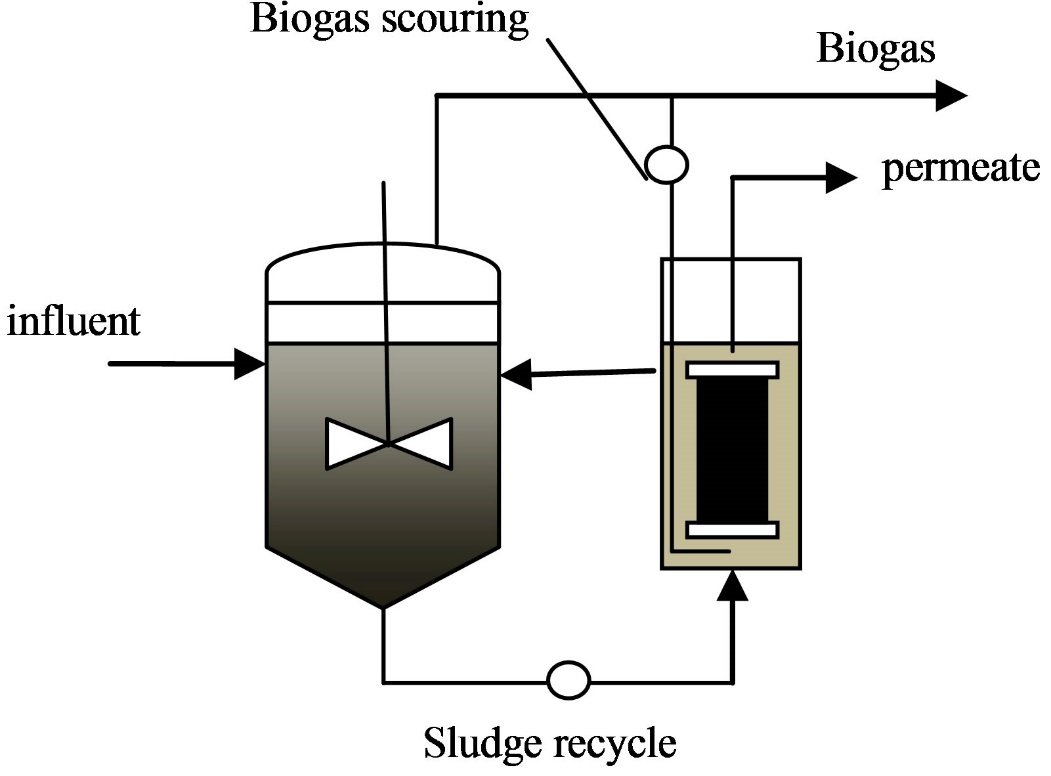 Biogas scouring
Biogas
permeate
influent
Sludge recycle